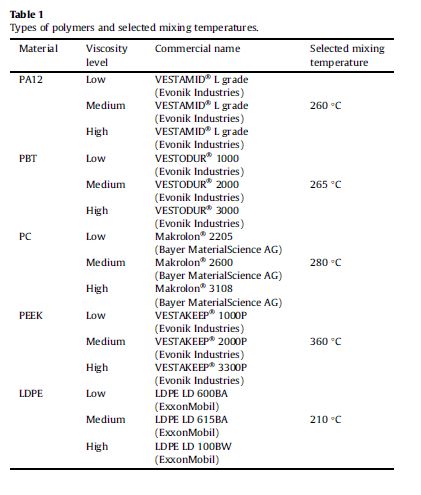 Table 1
Types of polymers and selected mixing temperatures.
Material Viscosity level Commercial name Selected mixing temperature
PA12 Low VESTAMID® L grade
(Evonik Industries)
Medium VESTAMID® L grade 260 °C
(Evonik Industries)
High VESTAMID® L grade
(Evonik Industries)
PBT Low VESTODUR® 1000
(Evonik Industries)
Medium VESTODUR® 2000 265 °C
(Evonik Industries)
High VESTODUR® 3000
(Evonik Industries)
PC Low Makrolon® 2205
(Bayer MaterialScience AG)
Medium Makrolon® 2600 280 °C
(Bayer MaterialScience AG)
High Makrolon® 3108
(Bayer MaterialScience AG)
PEEK Low VESTAKEEP® 1000P
(Evonik Industries)
Medium VESTAKEEP® 2000P 360 °C
(Evonik Industries)
High VESTAKEEP® 3300P
(Evonik Industries)
LDPE Low LDPE LD 600BA
(ExxonMobil)
Medium LDPE LD 615BA 210 °C
(ExxonMobil)
High LDPE LD 100BW
(ExxonMobil)